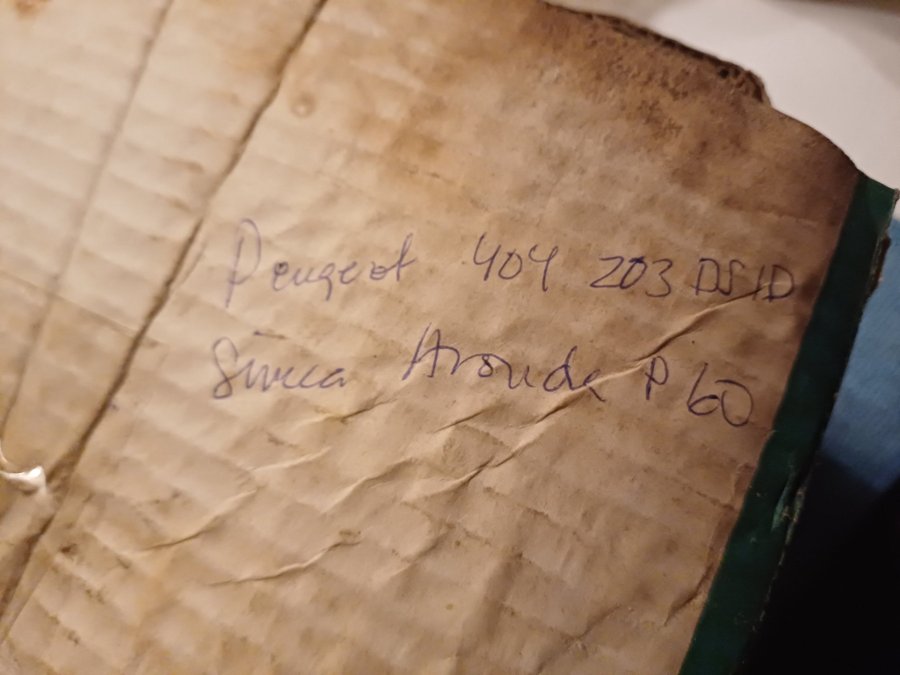 Peugeot 404 203 DS ID
Simca Aronde P 60